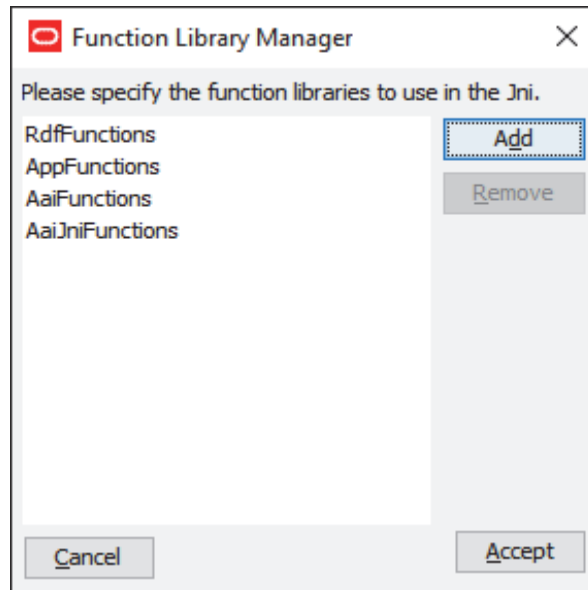 Function Library Manager
Please specify the function libraries to use in the Jni.
RdfFunctions
AppFunctions
AaiFunctions
AaiJniFunctions
Add
Remove
Cancel
Accept